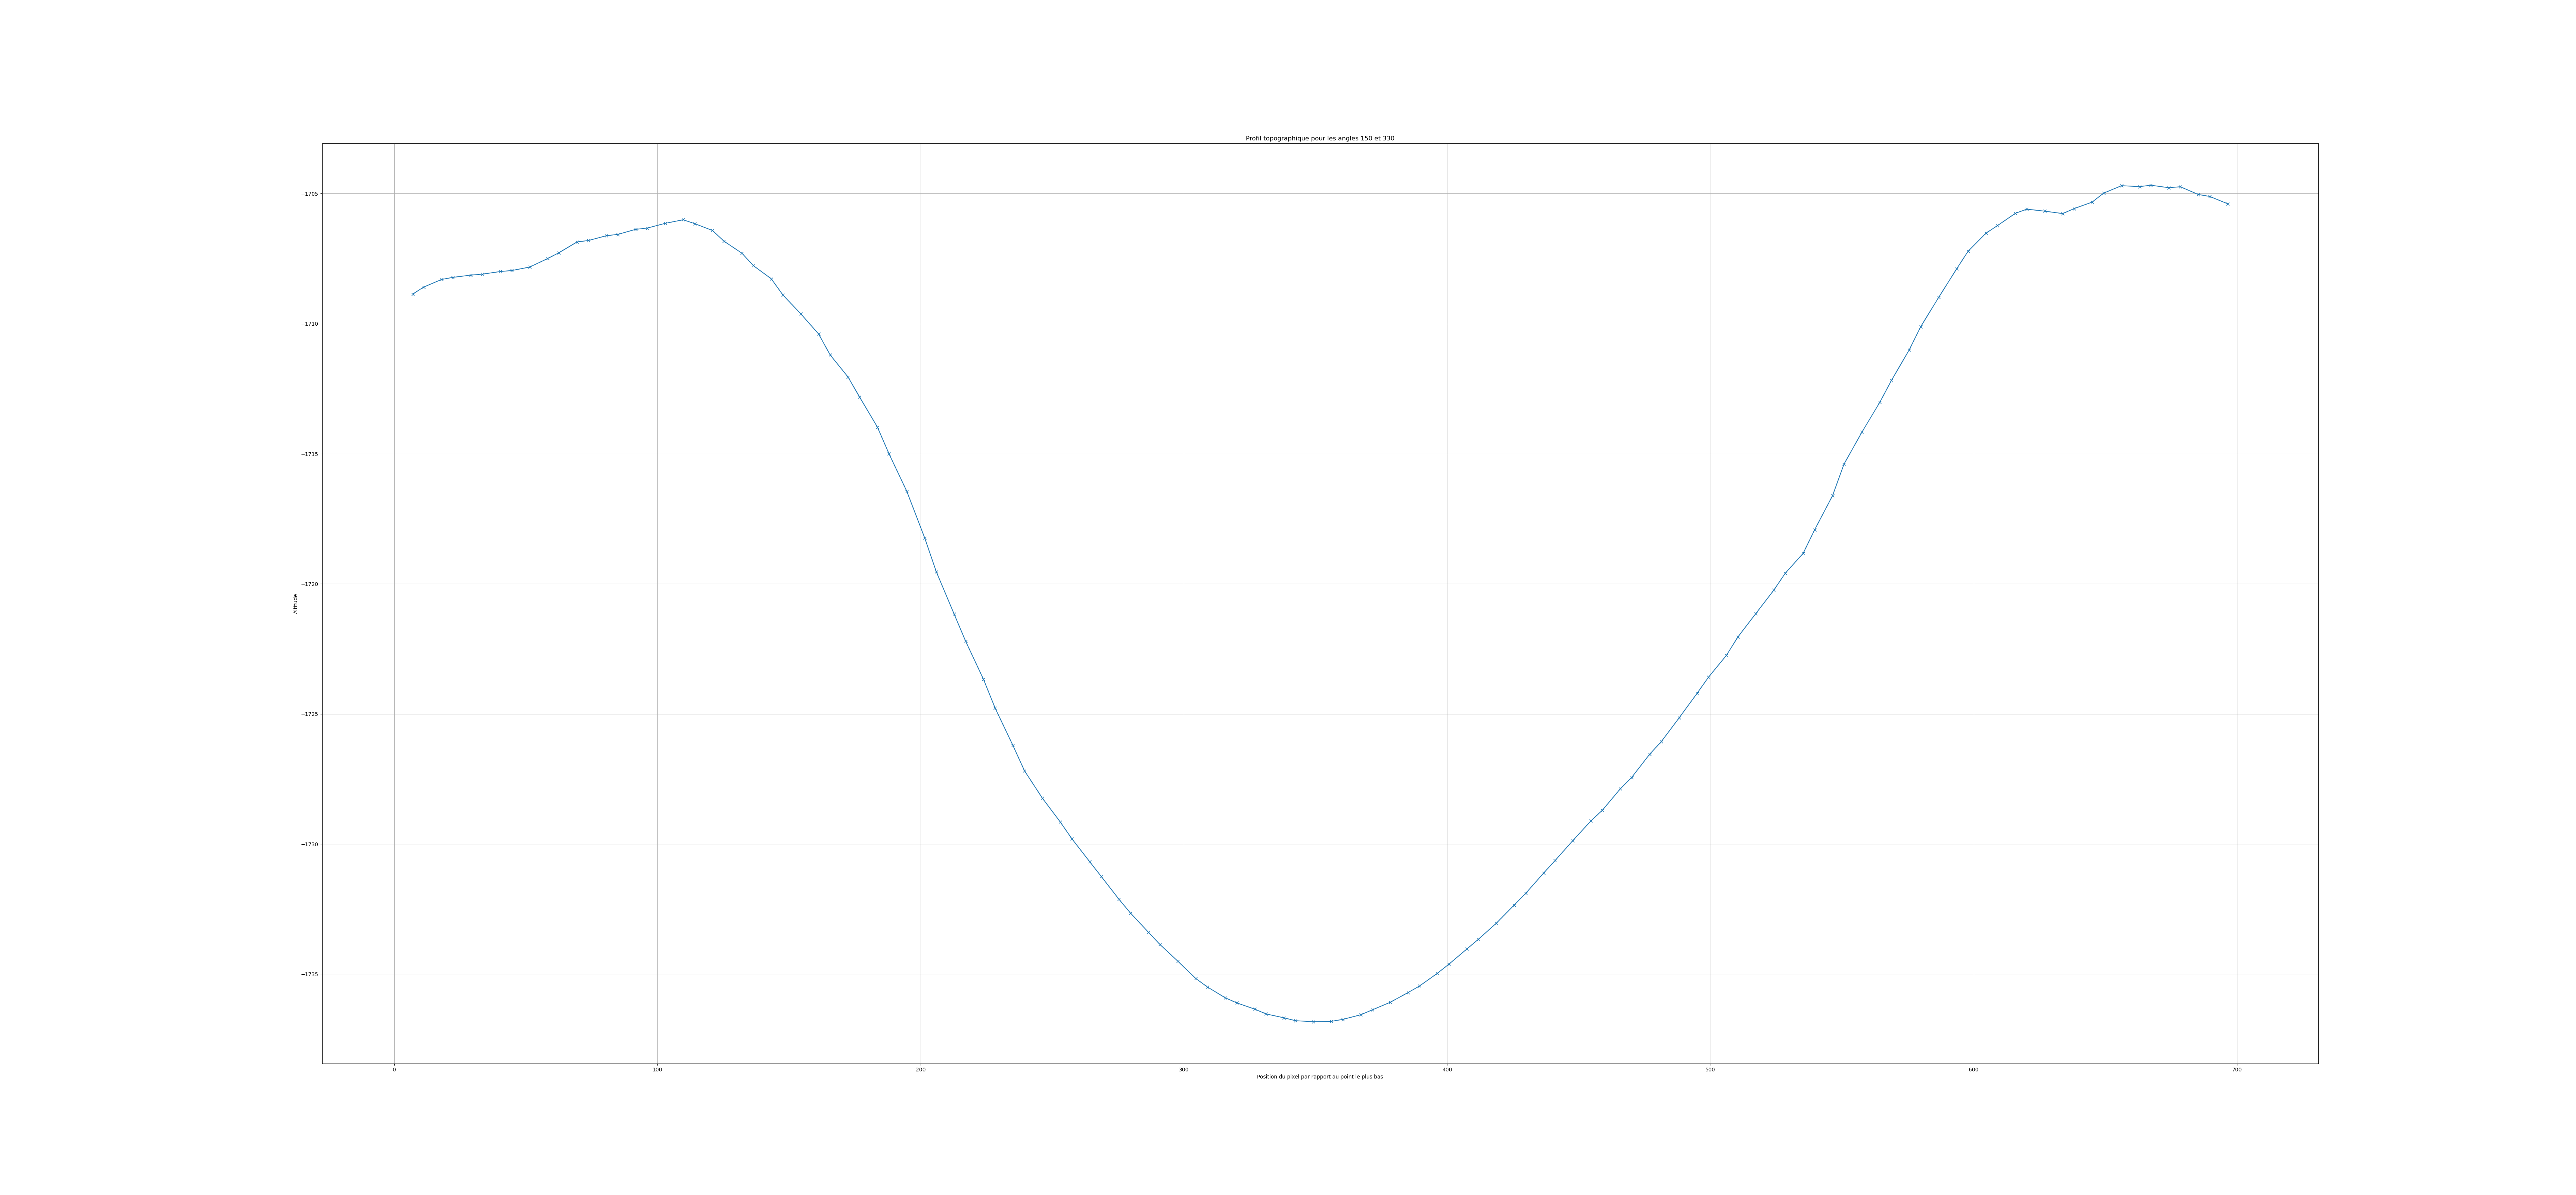 Profil topographique pour les angles 150 et 330
−1705
−1710
−1715
−1720
−1725
−1730
−1735
Altitude
0 100 200 300 400 500 600 700
Position du pixel par rapport au point le plus bas